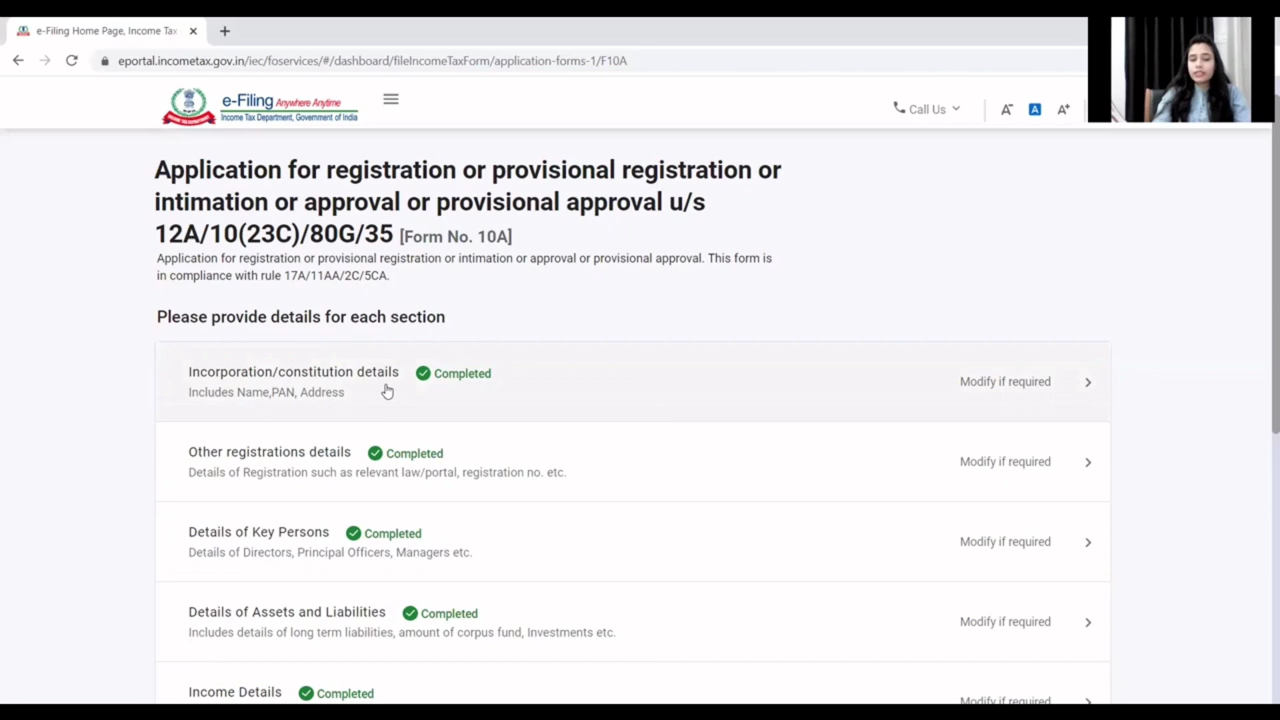 e-Filing Home Page, Income Tax
eportal.incometax.gov.in/iec/foservices/#/dashboard/fileIncomeTaxForm/application-forms-1/F10A
e-Filing Anywhere Anytime
Income Tax Department, Government of India
Call Us
A-
A
A+
Application for registration or provisional registration or
intimation or approval or provisional approval u/s
12A/10(23C)/80G/35 [Form No. 10A]
Application for registration or provisional registration or intimation or approval or provisional approval. This form is
in compliance with rule 17A/11AA/2C/5CA.
Please provide details for each section
Incorporation/constitution details Completed
Includes Name,PAN, Address
Modify if required
Other registrations details Completed
Details of Registration such as relevant law/portal, registration no. etc.
Modify if required
Details of Key Persons Completed
Details of Directors, Principal Officers, Managers etc.
Modify if required
Details of Assets and Liabilities Completed
Includes details of long term liabilities, amount of corpus fund, Investments etc.
Modify if required
Income Details Completed
Modify if required